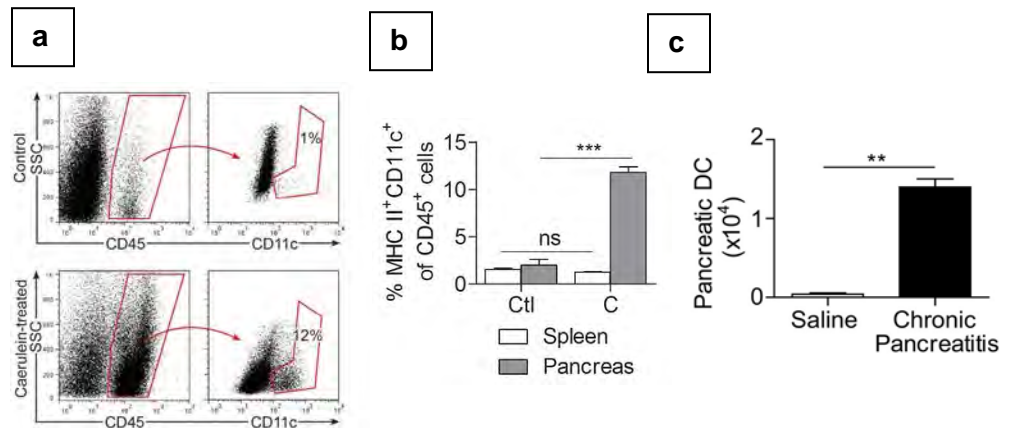 a
b
c
Control
SSC
1%
CD45
CD11c
Caerulein-treated
SSC
12%
CD45
CD11c
% MHC II⁺CD11c⁺
of CD45⁺ cells
15
10
5
0
***
ns
Ctl
C
Spleen
Pancreas
Pancreatic DC
(x10⁴)
2
1
0
**
Saline
Chronic
Pancreatitis